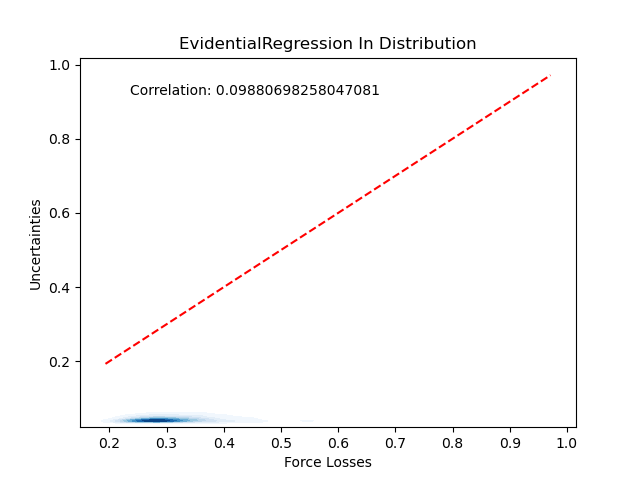 EvidentialRegression In Distribution
Correlation: 0.09880698258047081
Uncertainties
1.0
0.8
0.6
0.4
0.2
0.2 0.3 0.4 0.5 0.6 0.7 0.8 0.9 1.0
Force Losses